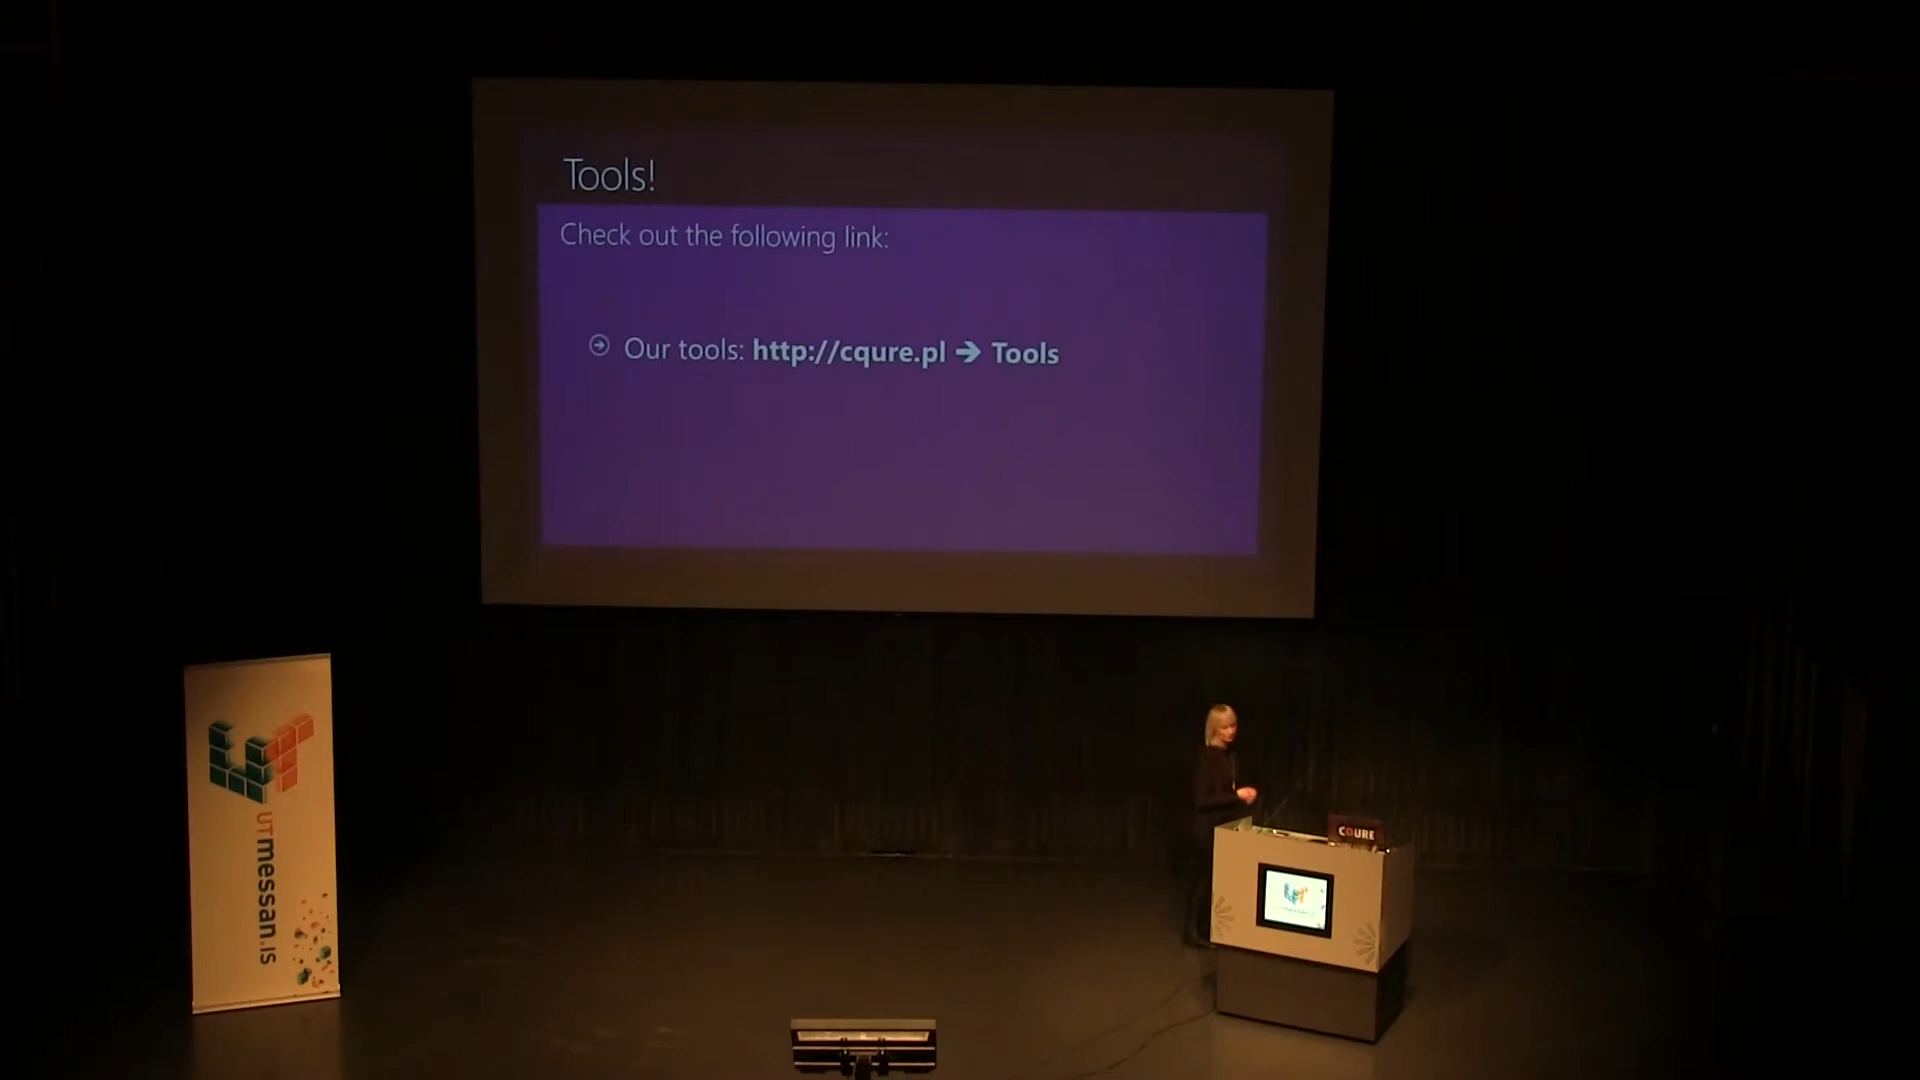 Tools!
Check out the following link:
Our tools: http://cqure.pl → Tools
UTmessan.is
CQURE